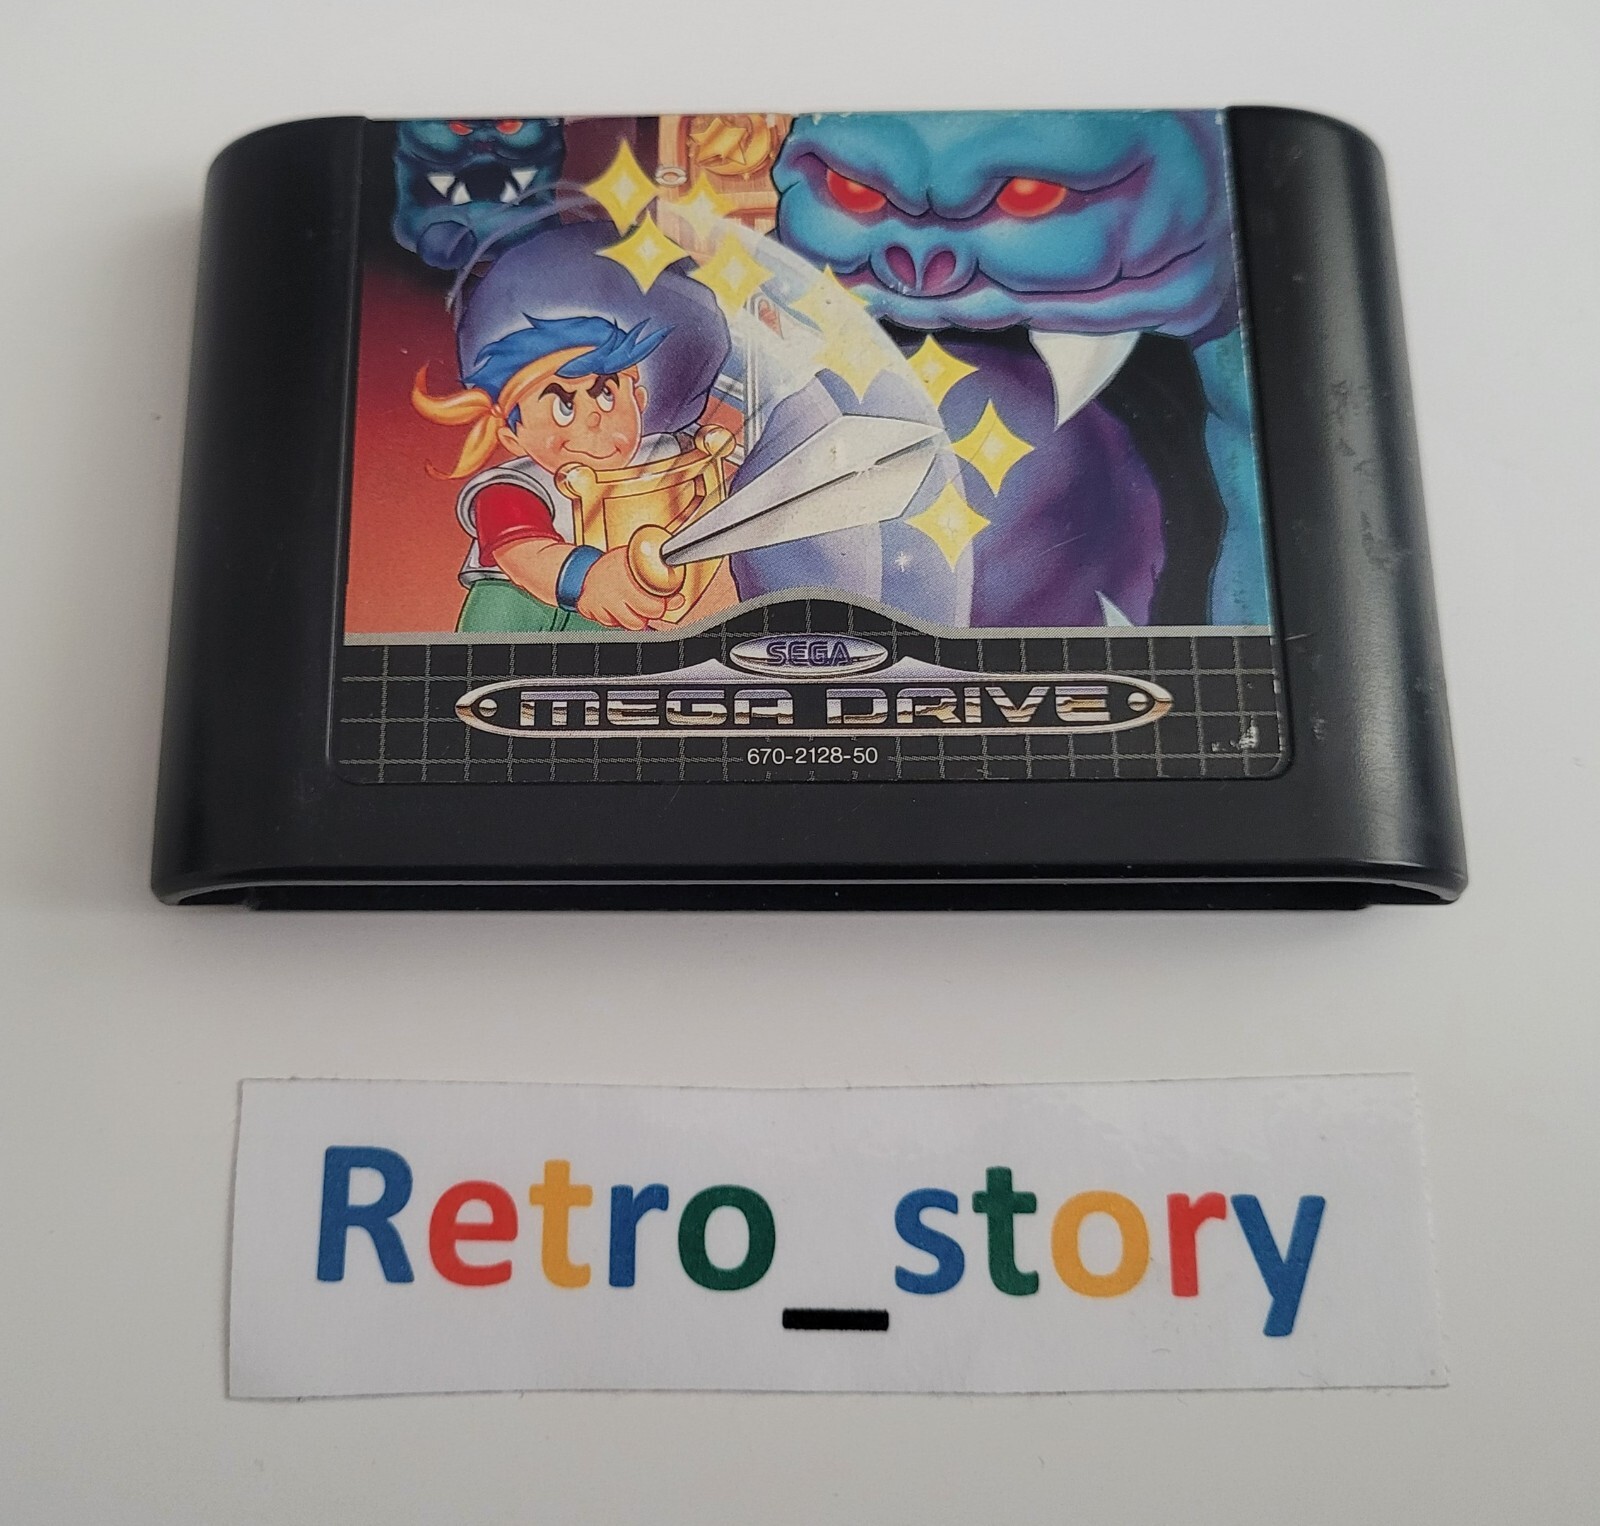 SEGA
MEGA DRIVE
670-2128-50
Retro_story